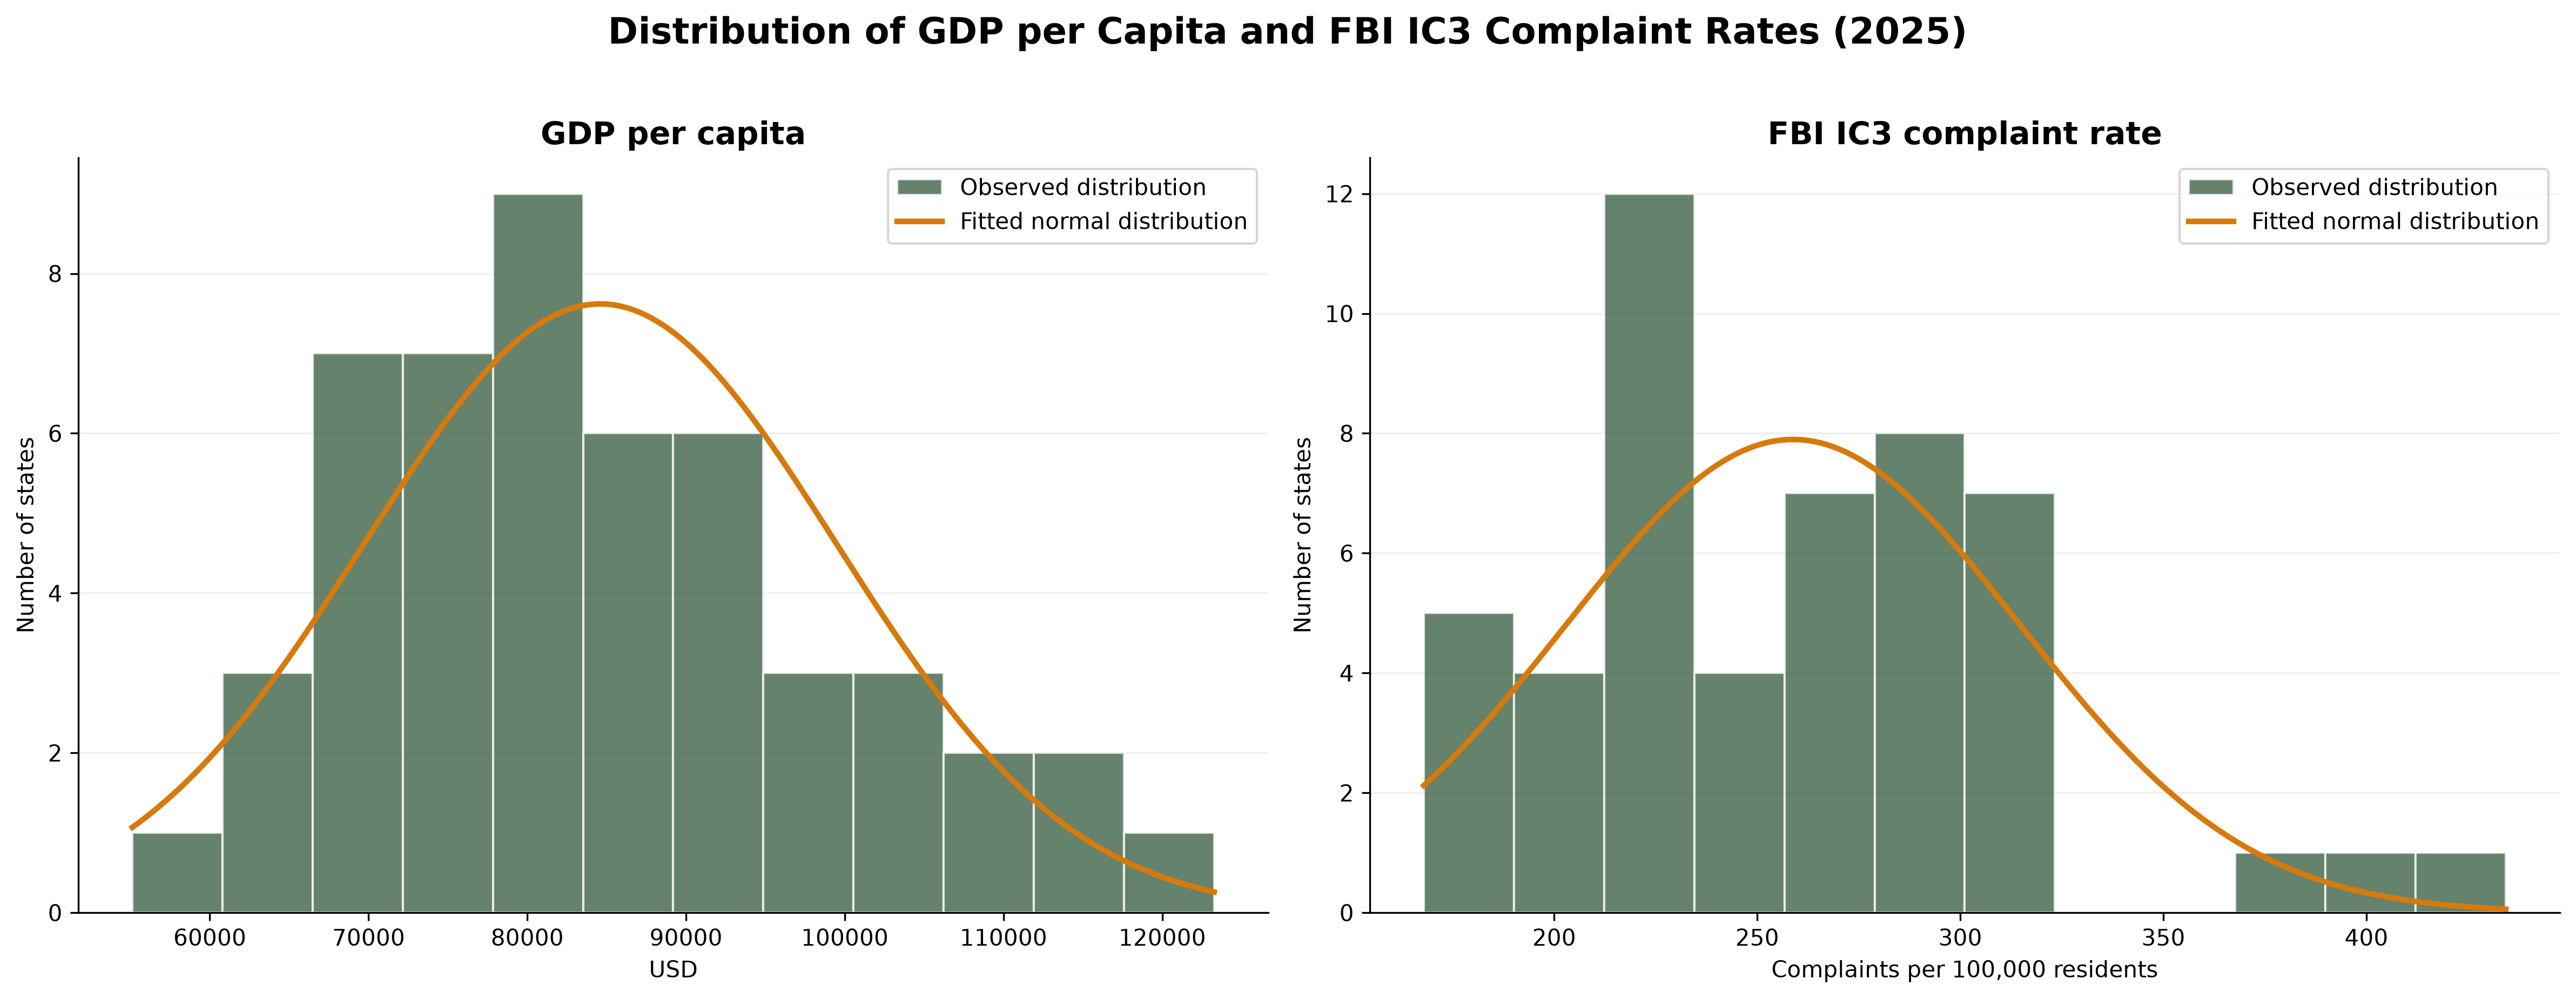 Distribution of GDP per Capita and FBI IC3 Complaint Rates (2025)
GDP per capita
Observed distribution
Fitted normal distribution
Number of states
8
6
4
2
0
60000 70000 80000 90000 100000 110000 120000
USD
FBI IC3 complaint rate
Observed distribution
Fitted normal distribution
Number of states
12
10
8
6
4
2
0
200 250 300 350 400
Complaints per 100,000 residents